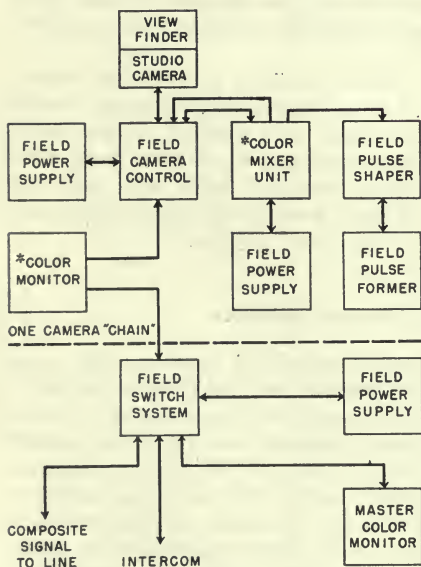 VIEW
FINDER
STUDIO
CAMERA
FIELD
POWER
SUPPLY
FIELD
CAMERA
CONTROL
*COLOR
MIXER
UNIT
FIELD
PULSE
SHAPER
*COLOR
MONITOR
FIELD
POWER
SUPPLY
FIELD
PULSE
FORMER
ONE CAMERA "CHAIN"
FIELD
SWITCH
SYSTEM
FIELD
POWER
SUPPLY
COMPOSITE
SIGNAL
TO LINE
INTERCOM
MASTER
COLOR
MONITOR